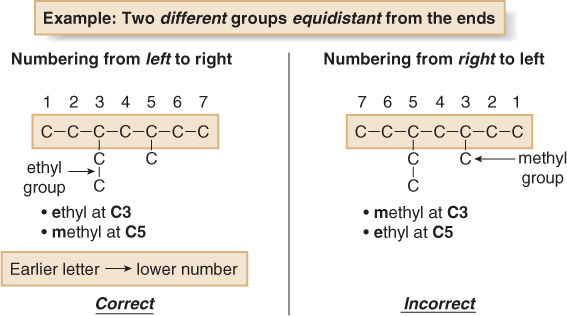 Example: Two different groups equidistant from the ends
Numbering from left to right
1 2 3 4 5 6 7
C–C–C–C–C–C–C
C C
C
ethyl
group
• ethyl at C3
• methyl at C5
Earlier letter → lower number
Correct
Numbering from right to left
7 6 5 4 3 2 1
C–C–C–C–C–C–C
C C
C
methyl
group
• methyl at C3
• ethyl at C5
Incorrect